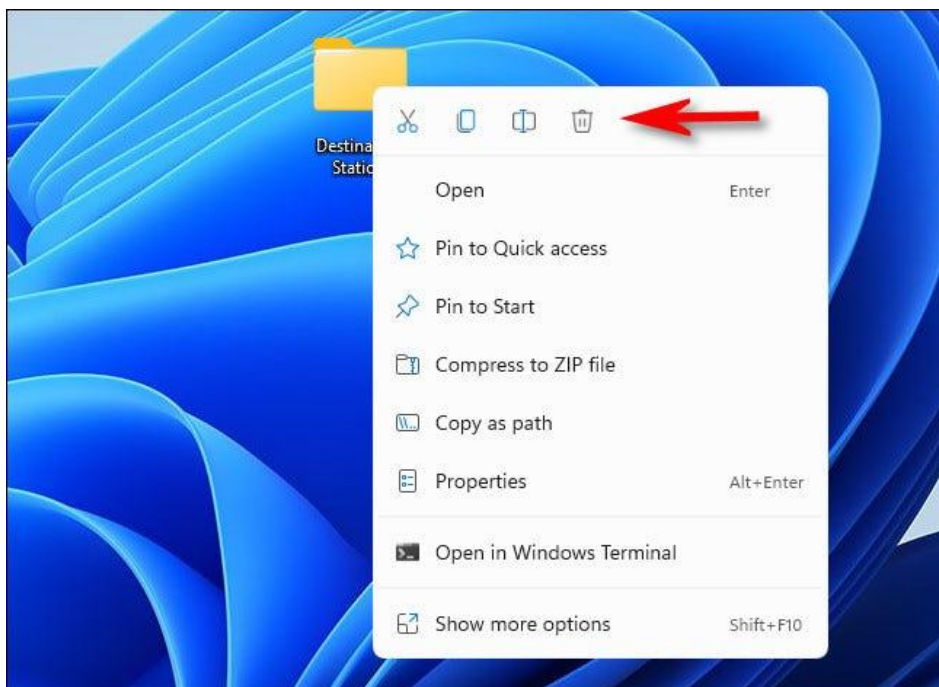 Destina
Static
Open Enter
Pin to Quick access
Pin to Start
Compress to ZIP file
Copy as path
Properties Alt+Enter
Open in Windows Terminal
Show more options Shift+F10